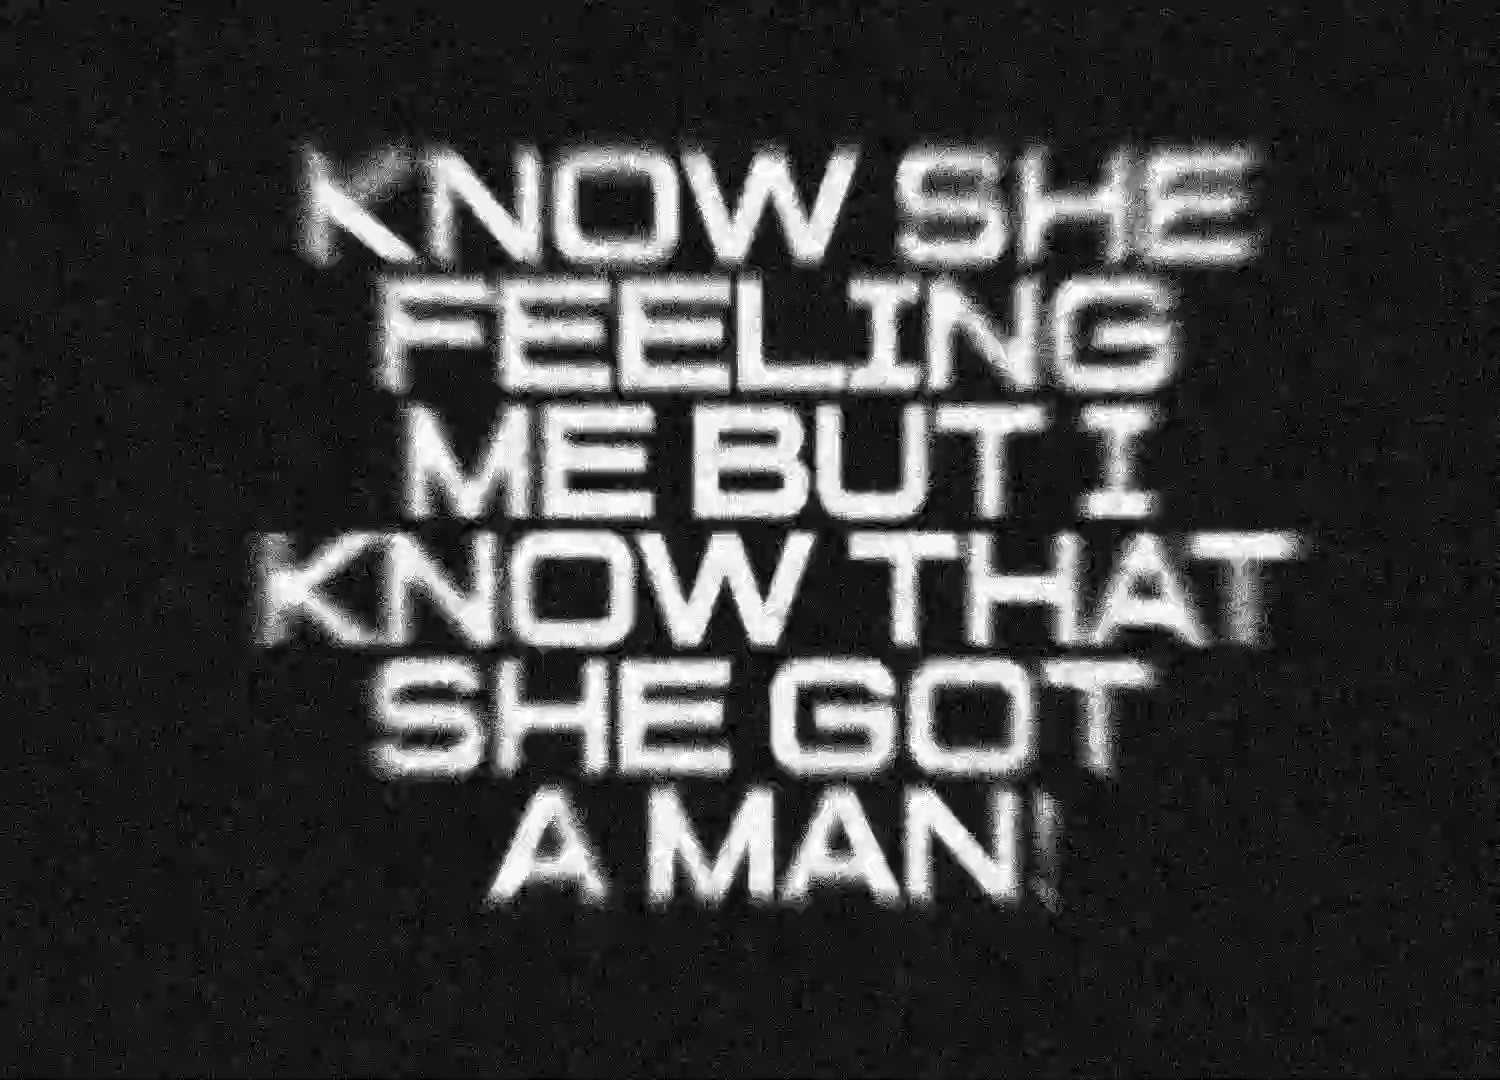 KNOW SHE
FEELING
ME BUT I
KNOW THAT
SHE GOT
A MAN!